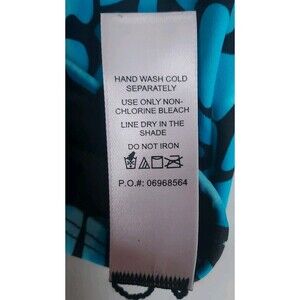 HAND WASH COLD
SEPARATELY
USE ONLY NON-
CHLORINE BLEACH
LINE DRY IN THE
SHADE
DO NOT IRON
P.O.#: 06968564